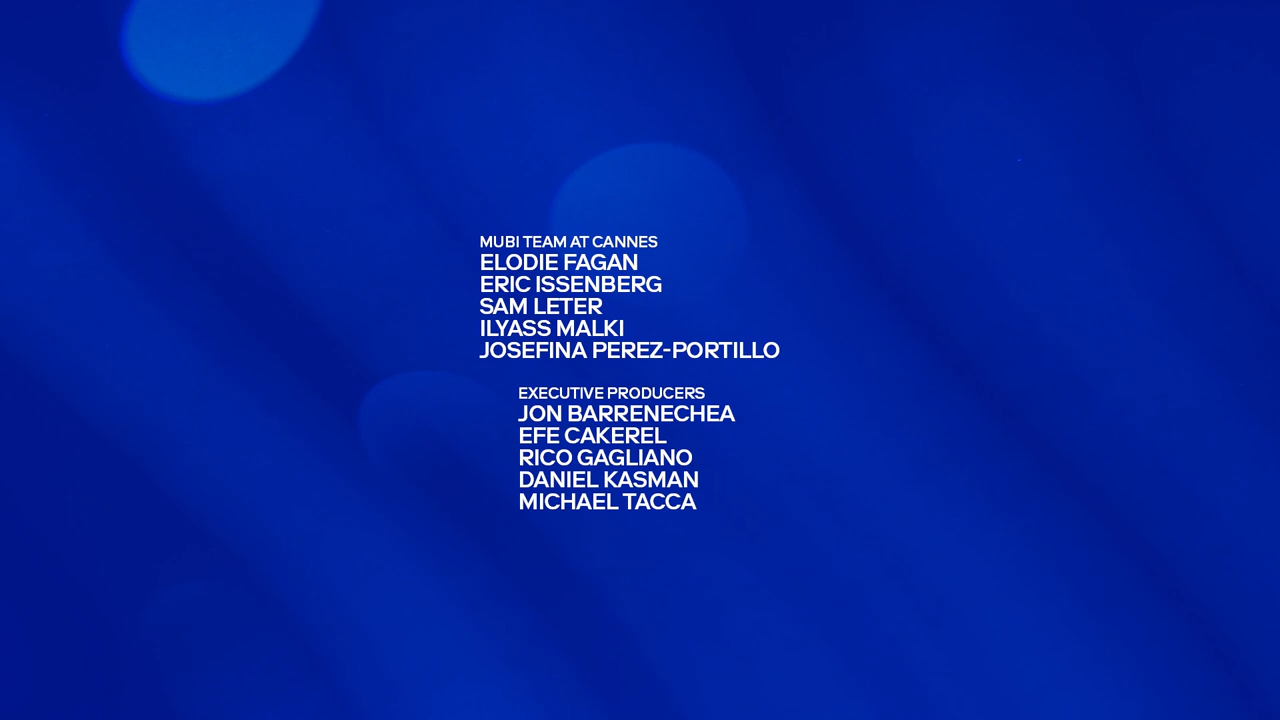 MUBI TEAM AT CANNES
ELODIE FAGAN
ERIC ISSENBERG
SAM LETER
ILYASS MALKI
JOSEFINA PEREZ-PORTILLO
EXECUTIVE PRODUCERS
JON BARRENECHEA
EFE CAKEREL
RICO GAGLIANO
DANIEL KASMAN
MICHAEL TACCA